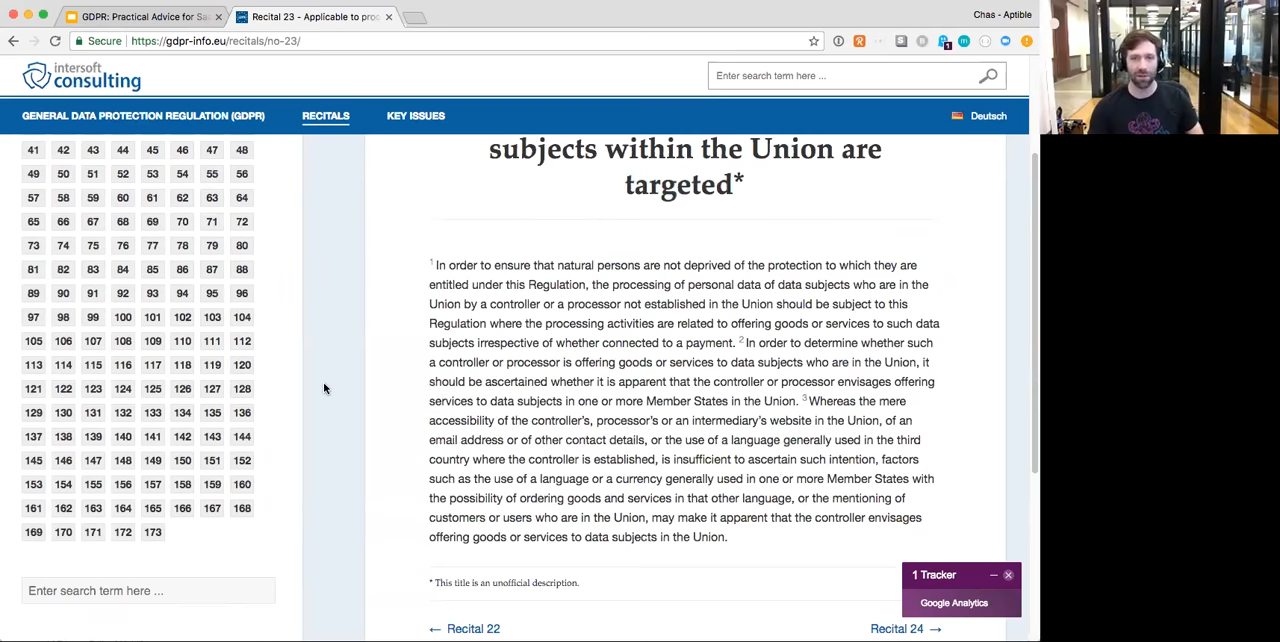 GDPR: Practical Advice for Sa
Recital 23 - Applicable to pro
Chas - Aptible
Secure https://gdpr-info.eu/recitals/no-23/
1
intersoft
consulting
Enter search term here ...
GENERAL DATA PROTECTION REGULATION (GDPR) RECITALS KEY ISSUES Deutsch
41 42 43 44 45 46 47 48
49 50 51 52 53 54 55 56
57 58 59 60 61 62 63 64
65 66 67 68 69 70 71 72
73 74 75 76 77 78 79 80
81 82 83 84 85 86 87 88
89 90 91 92 93 94 95 96
97 98 99 100 101 102 103 104
105 106 107 108 109 110 111 112
113 114 115 116 117 118 119 120
121 122 123 124 125 126 127 128
129 130 131 132 133 134 135 136
137 138 139 140 141 142 143 144
145 146 147 148 149 150 151 152
153 154 155 156 157 158 159 160
161 162 163 164 165 166 167 168
169 170 171 172 173
Enter search term here ...
subjects within the Union are
targeted*
1 In order to ensure that natural persons are not deprived of the protection to which they are
entitled under this Regulation, the processing of personal data of data subjects who are in the
Union by a controller or a processor not established in the Union should be subject to this
Regulation where the processing activities are related to offering goods or services to such data
subjects irrespective of whether connected to a payment. 2 In order to determine whether such
a controller or processor is offering goods or services to data subjects who are in the Union, it
should be ascertained whether it is apparent that the controller or processor envisages offering
services to data subjects in one or more Member States in the Union. 3 Whereas the mere
accessibility of the controller's, processor's or an intermediary's website in the Union, of an
email address or of other contact details, or the use of a language generally used in the third
country where the controller is established, is insufficient to ascertain such intention, factors
such as the use of a language or a currency generally used in one or more Member States with
the possibility of ordering goods and services in that other language, or the mentioning of
customers or users who are in the Union, may make it apparent that the controller envisages
offering goods or services to data subjects in the Union.
* This title is an unofficial description.
← Recital 22
Recital 24 →
1 Tracker
Google Analytics